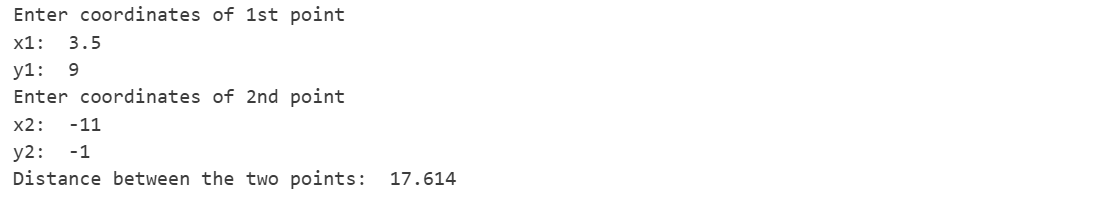 Enter coordinates of 1st point
x1:  3.5
y1:  9
Enter coordinates of 2nd point
x2:  -11
y2:  -1
Distance between the two points:  17.614